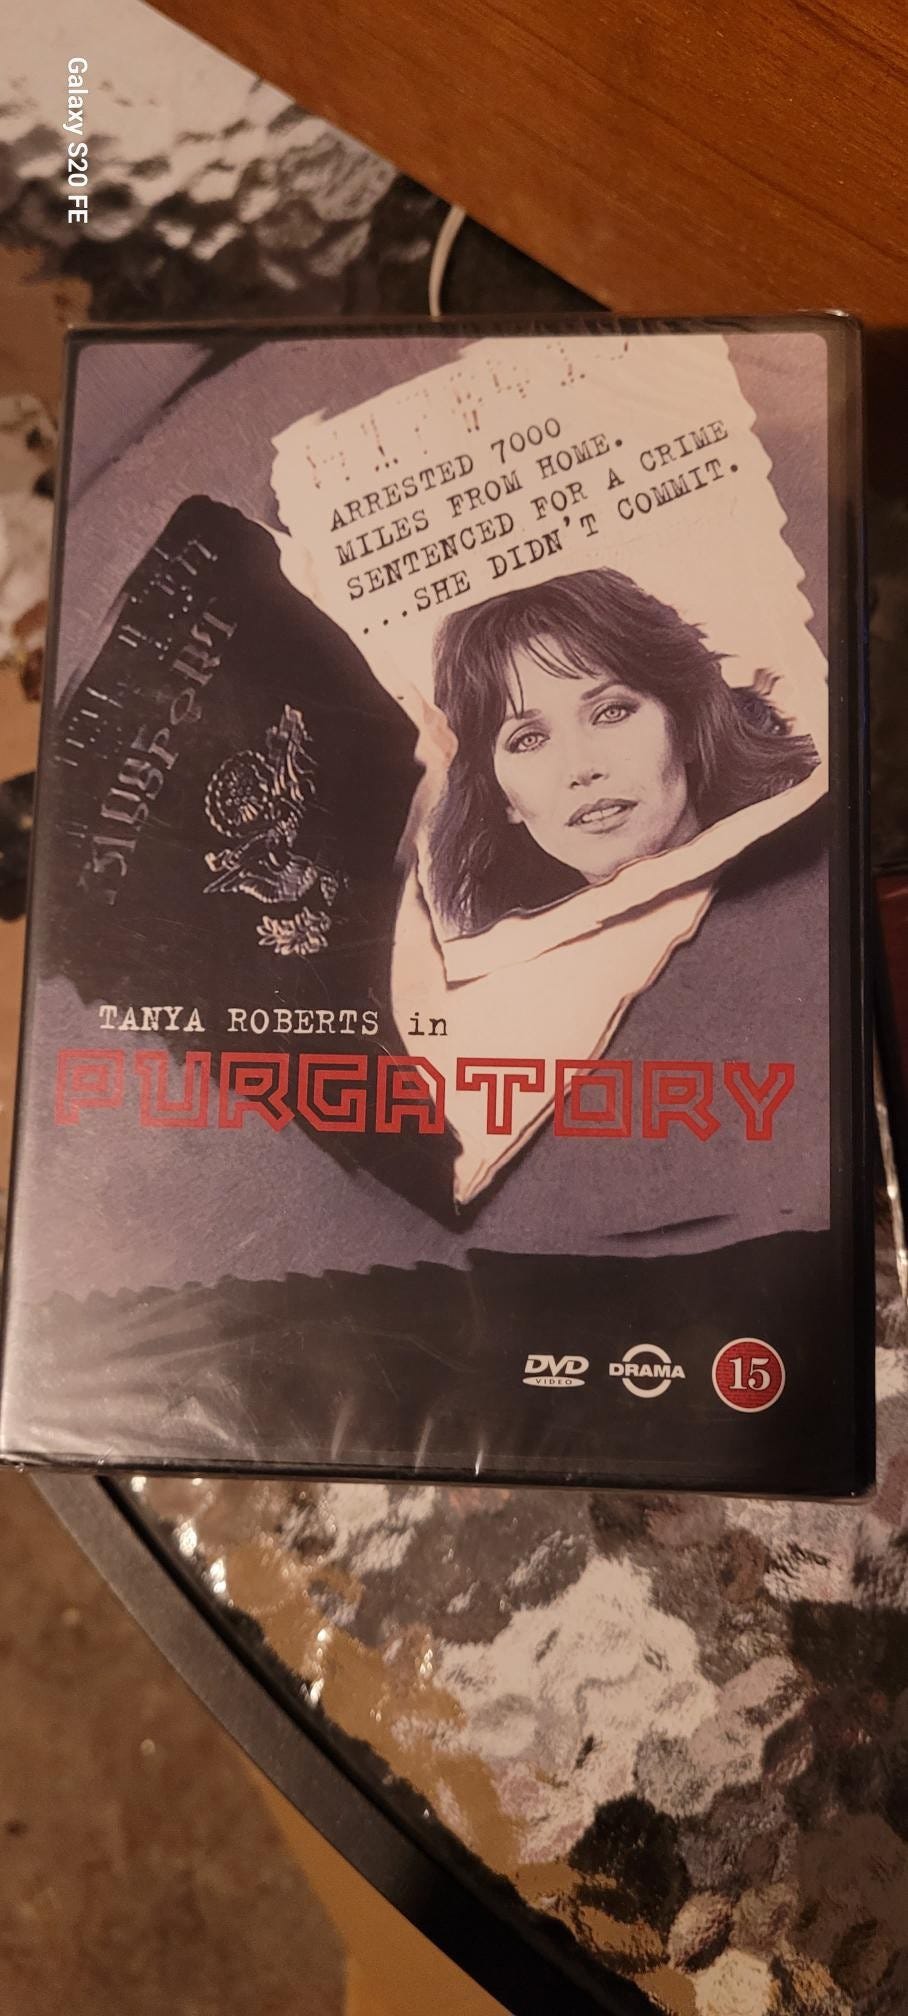 Galaxy S20 FE
ARRESTED 7000
MILES FROM HOME.
SENTENCED FOR A CRIME
...SHE DIDN'T COMMIT.
TANYA ROBERTS in
PURGATORY
DVD
VIDEO
DRAMA
15